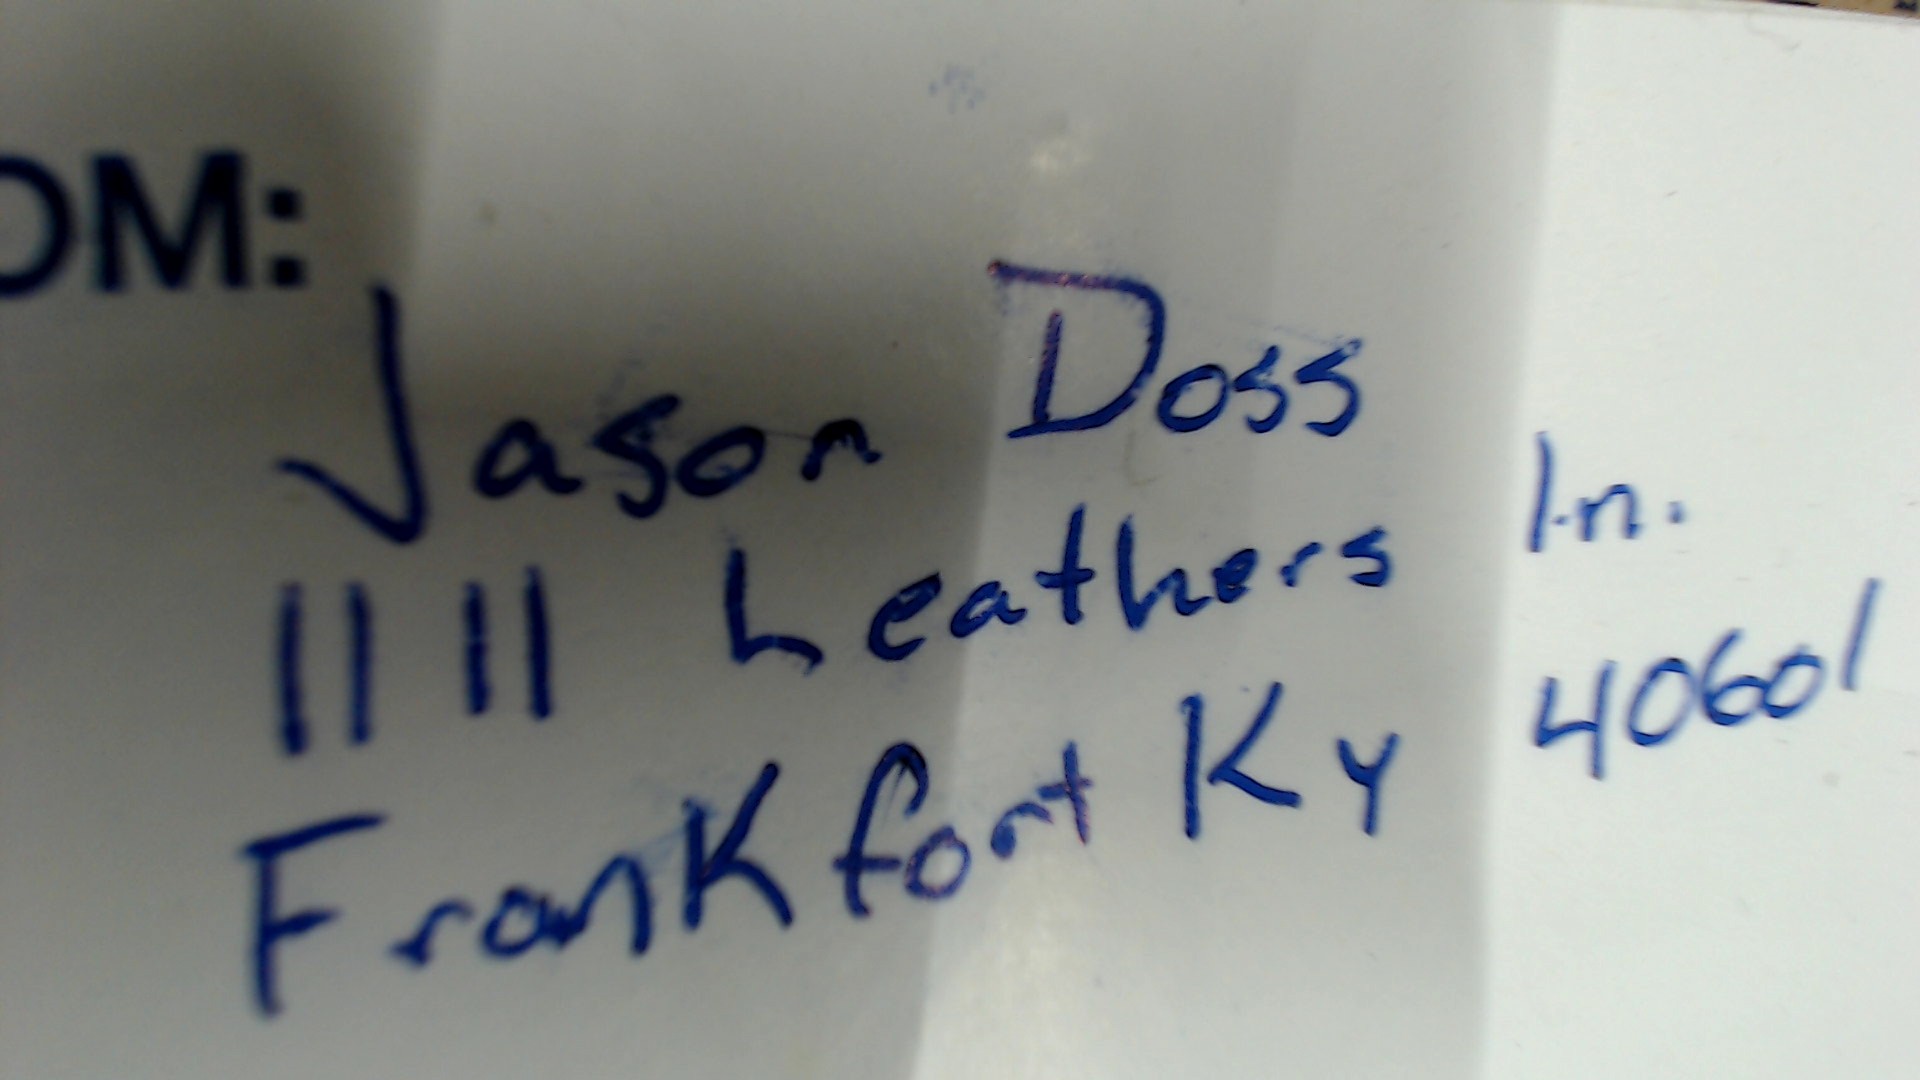 OM:
Jason Doss
1111 Leathers Ln.
FranKfort Ky 40601